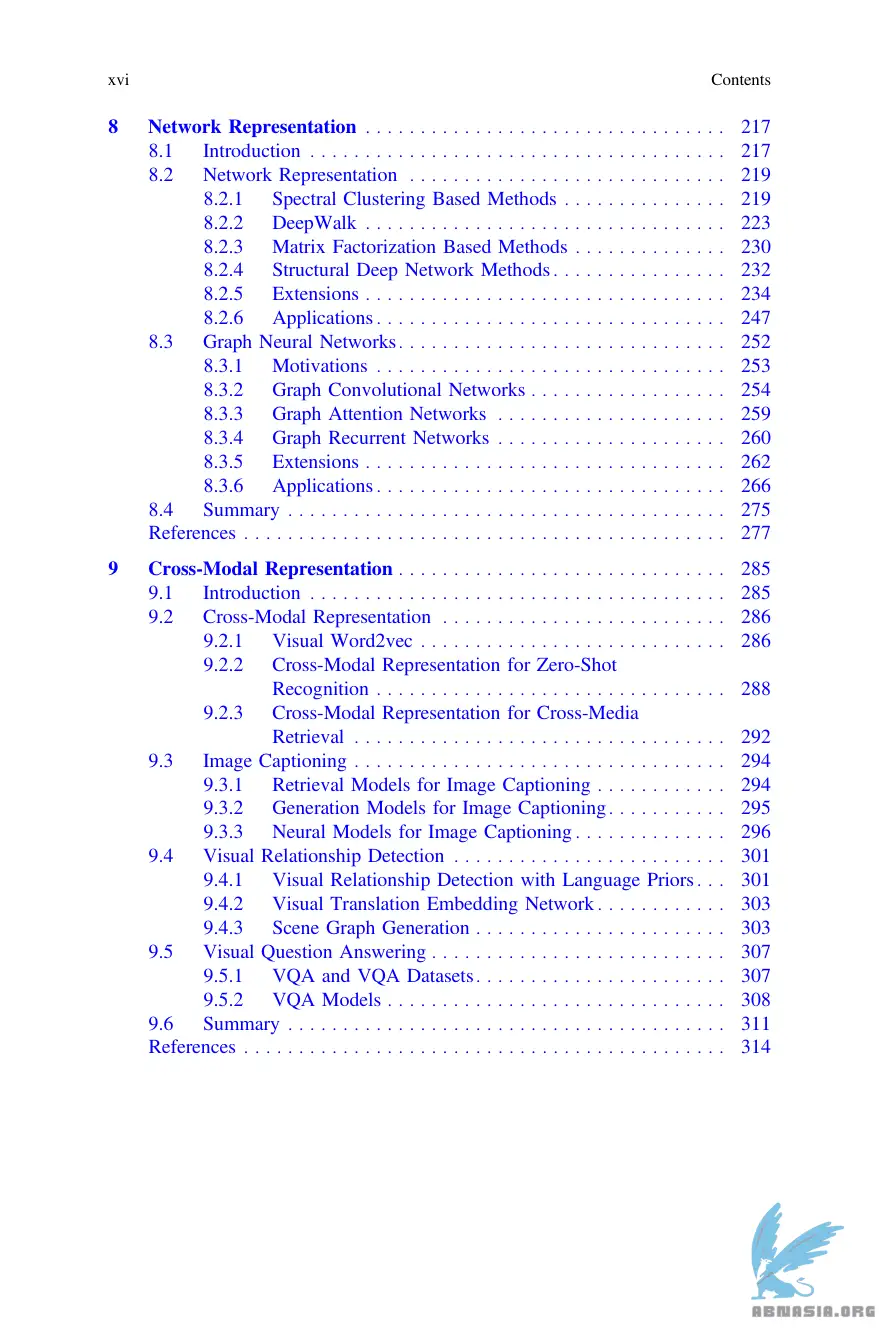 xvi Contents
8 Network Representation . . . . . . . . . . . . . . . . . . . . . . . . . . . . . . . . . 217
8.1 Introduction . . . . . . . . . . . . . . . . . . . . . . . . . . . . . . . . . . . . . . 217
8.2 Network Representation . . . . . . . . . . . . . . . . . . . . . . . . . . . . . 219
8.2.1 Spectral Clustering Based Methods . . . . . . . . . . . . . . . 219
8.2.2 DeepWalk . . . . . . . . . . . . . . . . . . . . . . . . . . . . . . . . . 223
8.2.3 Matrix Factorization Based Methods . . . . . . . . . . . . . . 230
8.2.4 Structural Deep Network Methods . . . . . . . . . . . . . . . . 232
8.2.5 Extensions . . . . . . . . . . . . . . . . . . . . . . . . . . . . . . . . . 234
8.2.6 Applications . . . . . . . . . . . . . . . . . . . . . . . . . . . . . . . . 247
8.3 Graph Neural Networks . . . . . . . . . . . . . . . . . . . . . . . . . . . . . . 252
8.3.1 Motivations . . . . . . . . . . . . . . . . . . . . . . . . . . . . . . . . 253
8.3.2 Graph Convolutional Networks . . . . . . . . . . . . . . . . . . 254
8.3.3 Graph Attention Networks . . . . . . . . . . . . . . . . . . . . . 259
8.3.4 Graph Recurrent Networks . . . . . . . . . . . . . . . . . . . . . 260
8.3.5 Extensions . . . . . . . . . . . . . . . . . . . . . . . . . . . . . . . . . 262
8.3.6 Applications . . . . . . . . . . . . . . . . . . . . . . . . . . . . . . . . 266
8.4 Summary . . . . . . . . . . . . . . . . . . . . . . . . . . . . . . . . . . . . . . . . 275
References . . . . . . . . . . . . . . . . . . . . . . . . . . . . . . . . . . . . . . . . . . . . 277
9 Cross-Modal Representation . . . . . . . . . . . . . . . . . . . . . . . . . . . . . . 285
9.1 Introduction . . . . . . . . . . . . . . . . . . . . . . . . . . . . . . . . . . . . . . 285
9.2 Cross-Modal Representation . . . . . . . . . . . . . . . . . . . . . . . . . . 286
9.2.1 Visual Word2vec . . . . . . . . . . . . . . . . . . . . . . . . . . . . 286
9.2.2 Cross-Modal Representation for Zero-Shot
Recognition . . . . . . . . . . . . . . . . . . . . . . . . . . . . . . . . 288
9.2.3 Cross-Modal Representation for Cross-Media
Retrieval . . . . . . . . . . . . . . . . . . . . . . . . . . . . . . . . . . 292
9.3 Image Captioning . . . . . . . . . . . . . . . . . . . . . . . . . . . . . . . . . . 294
9.3.1 Retrieval Models for Image Captioning . . . . . . . . . . . . 294
9.3.2 Generation Models for Image Captioning . . . . . . . . . . . 295
9.3.3 Neural Models for Image Captioning . . . . . . . . . . . . . . 296
9.4 Visual Relationship Detection . . . . . . . . . . . . . . . . . . . . . . . . . 301
9.4.1 Visual Relationship Detection with Language Priors . . . 301
9.4.2 Visual Translation Embedding Network . . . . . . . . . . . . 303
9.4.3 Scene Graph Generation . . . . . . . . . . . . . . . . . . . . . . . 303
9.5 Visual Question Answering . . . . . . . . . . . . . . . . . . . . . . . . . . . 307
9.5.1 VQA and VQA Datasets . . . . . . . . . . . . . . . . . . . . . . . 307
9.5.2 VQA Models . . . . . . . . . . . . . . . . . . . . . . . . . . . . . . . 308
9.6 Summary . . . . . . . . . . . . . . . . . . . . . . . . . . . . . . . . . . . . . . . . 311
References . . . . . . . . . . . . . . . . . . . . . . . . . . . . . . . . . . . . . . . . . . . . 314
ABNASIA.ORG